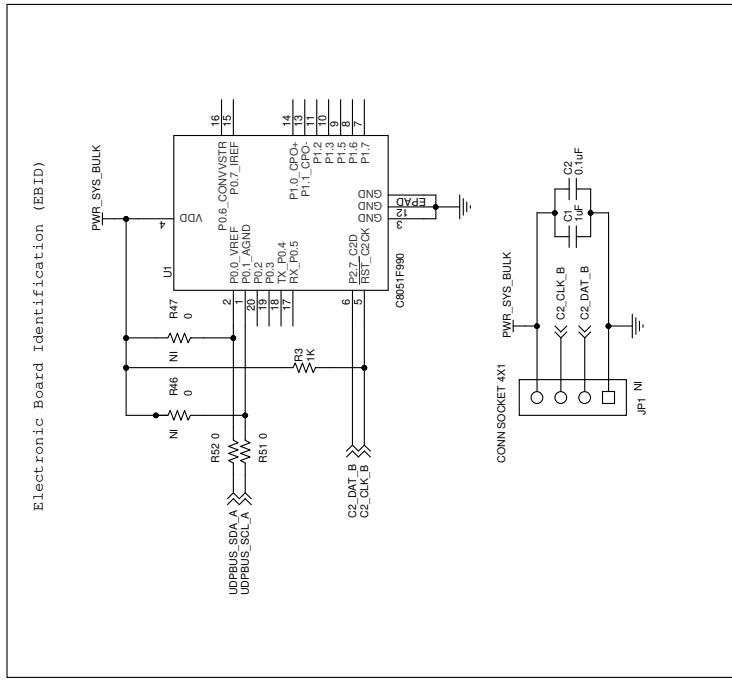 Electronic Board Identification (EBID)
PWR_SYS_BULK
R47
0
NI
R46
0
NI
R3
1K
R52 0
R51 0
UDPBUS_SDA_A
UDPBUS_SCL_A
C2_DAT_B
C2_CLK_B
U1
4
VDD
2
P0.0_VREF
1
P0.1_AGND
20
P0.2
19
P0.3
18
TX_P0.4
17
RX_P0.5
6
P2.7_C2D
5
RST_C2CK
P0.6_CONVVSTR
16
P0.7_IREF
15
P1.0_CPO+
14
P1.1_CPO-
13
P1.2
11
P1.3
10
P1.5
9
P1.6
8
P1.7
7
GND
3
GND
12
GND
EPAD
C8051F990
CONN SOCKET 4X1
PWR_SYS_BULK
C2_CLK_B
C2_DAT_B
JP1
NI
C1
1uF
C2
0.1uF